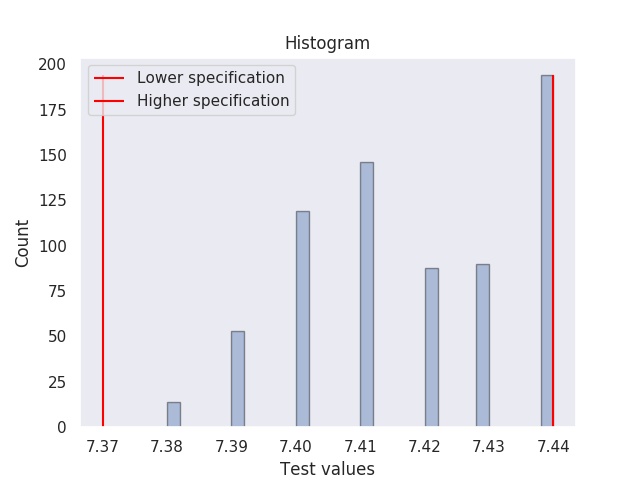 Histogram
Lower specification
Higher specification
200
175
150
125
100
75
50
25
0
Count
7.37 7.38 7.39 7.40 7.41 7.42 7.43 7.44
Test values